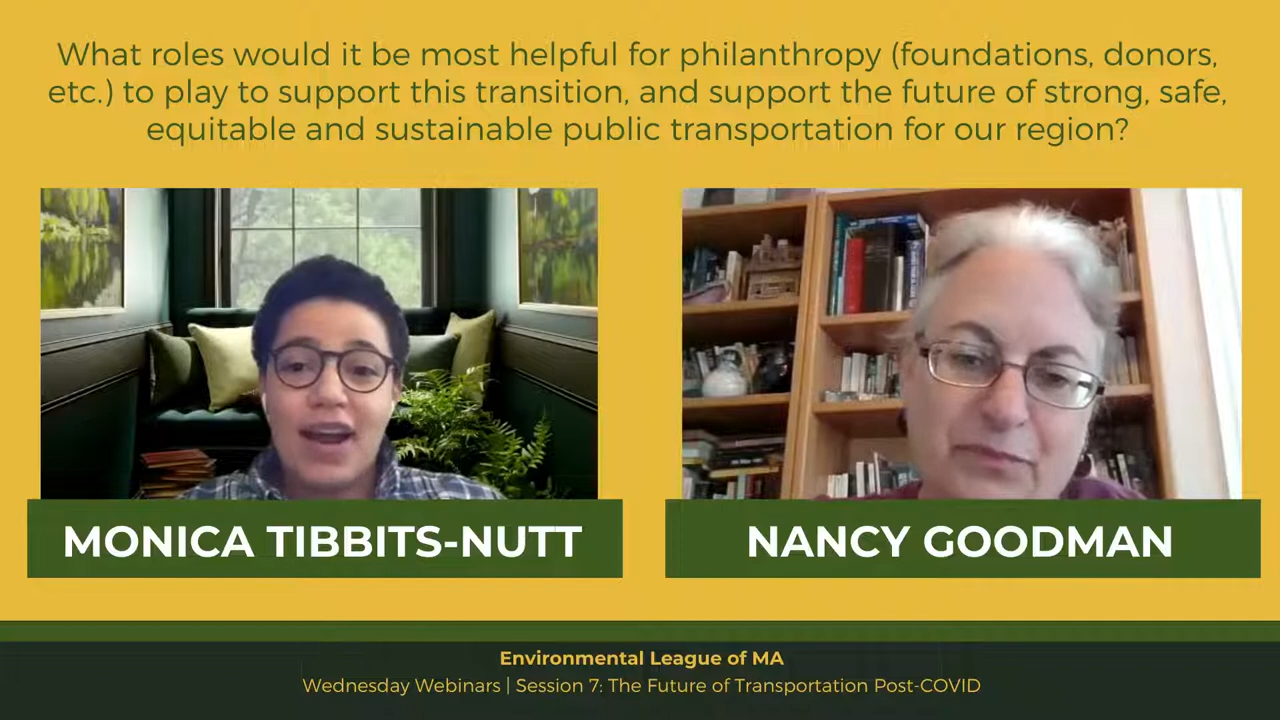 What roles would it be most helpful for philanthropy (foundations, donors,
etc.) to play to support this transition, and support the future of strong, safe,
equitable and sustainable public transportation for our region?
MONICA TIBBITS-NUTT
NANCY GOODMAN
Environmental League of MA
Wednesday Webinars | Session 7: The Future of Transportation Post-COVID